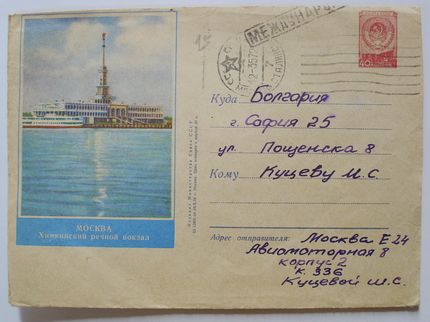 МЕЖДУНАРО
40
Куда Болгария
г. София 25
ул Пощенска 8
Кому Куцеву М.С
МОСКВА
Химкинский речной вокзал
Адрес отправителя: Москва Е 24
Авиомоторная 8
корпус 2
к. 336
Куцевой Ш.С.